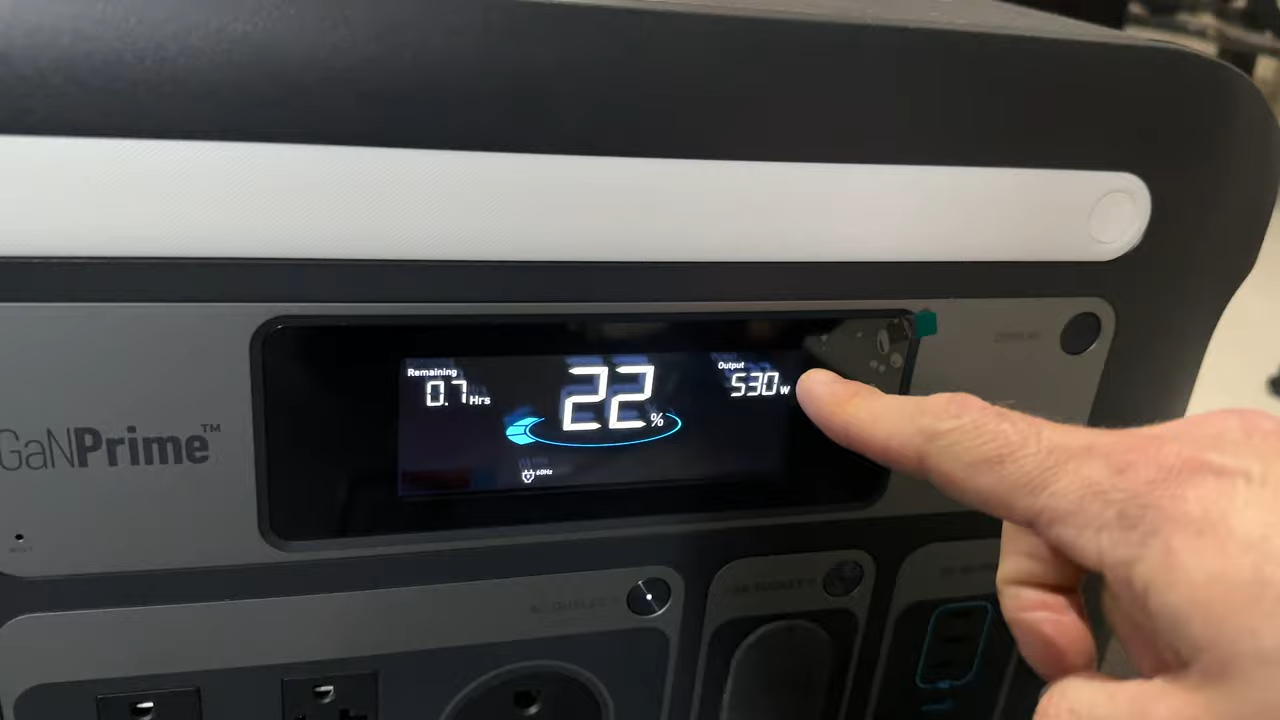 Remaining
0.7 Hrs
22 %
Output
530 w
60Hz
GaNPrime™